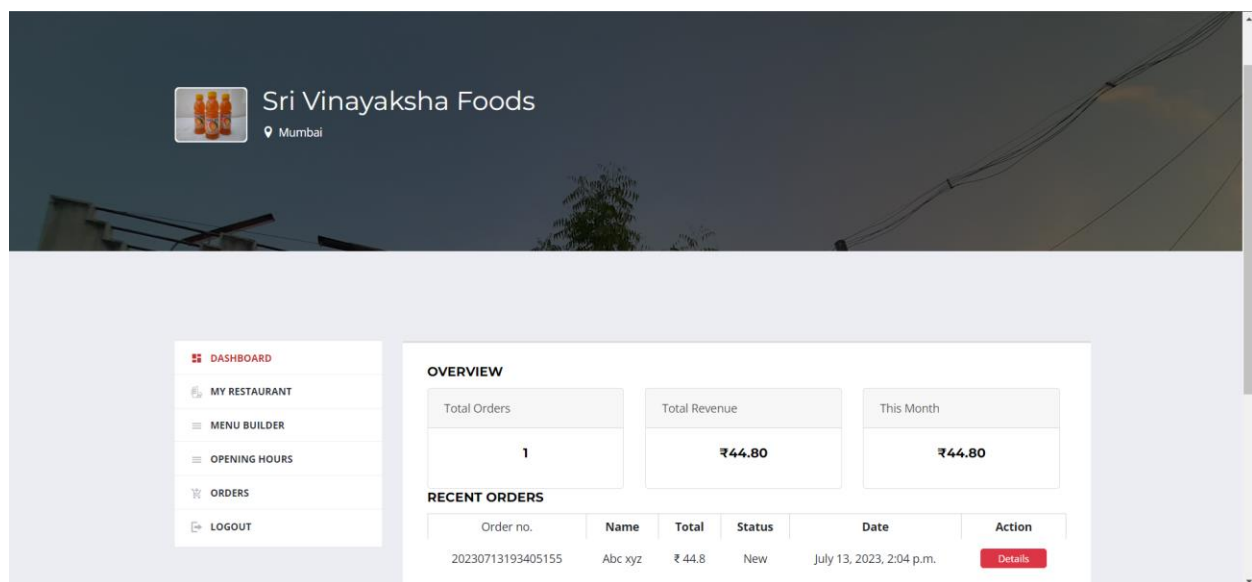 Sri Vinayaksha Foods
Mumbai
DASHBOARD
MY RESTAURANT
MENU BUILDER
OPENING HOURS
ORDERS
LOGOUT
OVERVIEW
Total Orders Total Revenue This Month
1 ₹44.80 ₹44.80
RECENT ORDERS
Order no. Name Total Status Date Action
20230713193405155 Abc xyz ₹ 44.8 New July 13, 2023, 2:04 p.m. Details